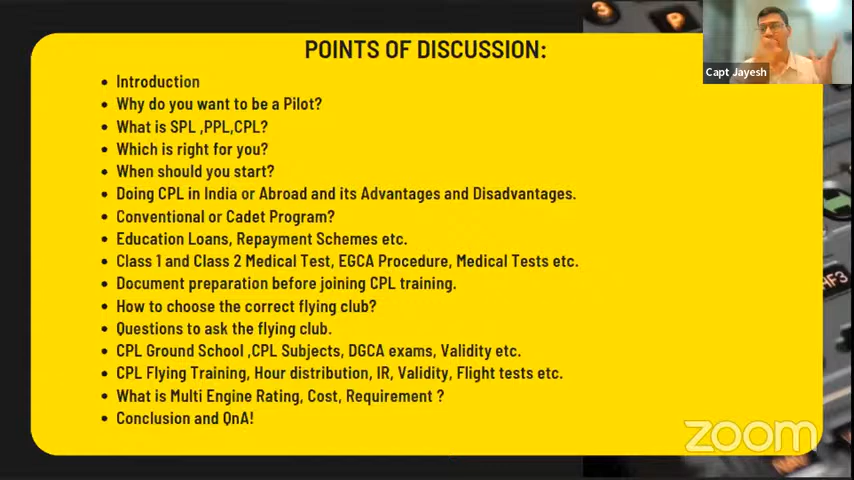 POINTS OF DISCUSSION:
Capt Jayesh
• Introduction
• Why do you want to be a Pilot?
• What is SPL ,PPL,CPL?
• Which is right for you?
• When should you start?
• Doing CPL in India or Abroad and its Advantages and Disadvantages.
• Conventional or Cadet Program?
• Education Loans, Repayment Schemes etc.
• Class 1 and Class 2 Medical Test, EGCA Procedure, Medical Tests etc.
• Document preparation before joining CPL training.
• How to choose the correct flying club?
• Questions to ask the flying club.
• CPL Ground School ,CPL Subjects, DGCA exams, Validity etc.
• CPL Flying Training, Hour distribution, IR, Validity, Flight tests etc.
• What is Multi Engine Rating, Cost, Requirement ?
• Conclusion and QnA!
HF3
zoom